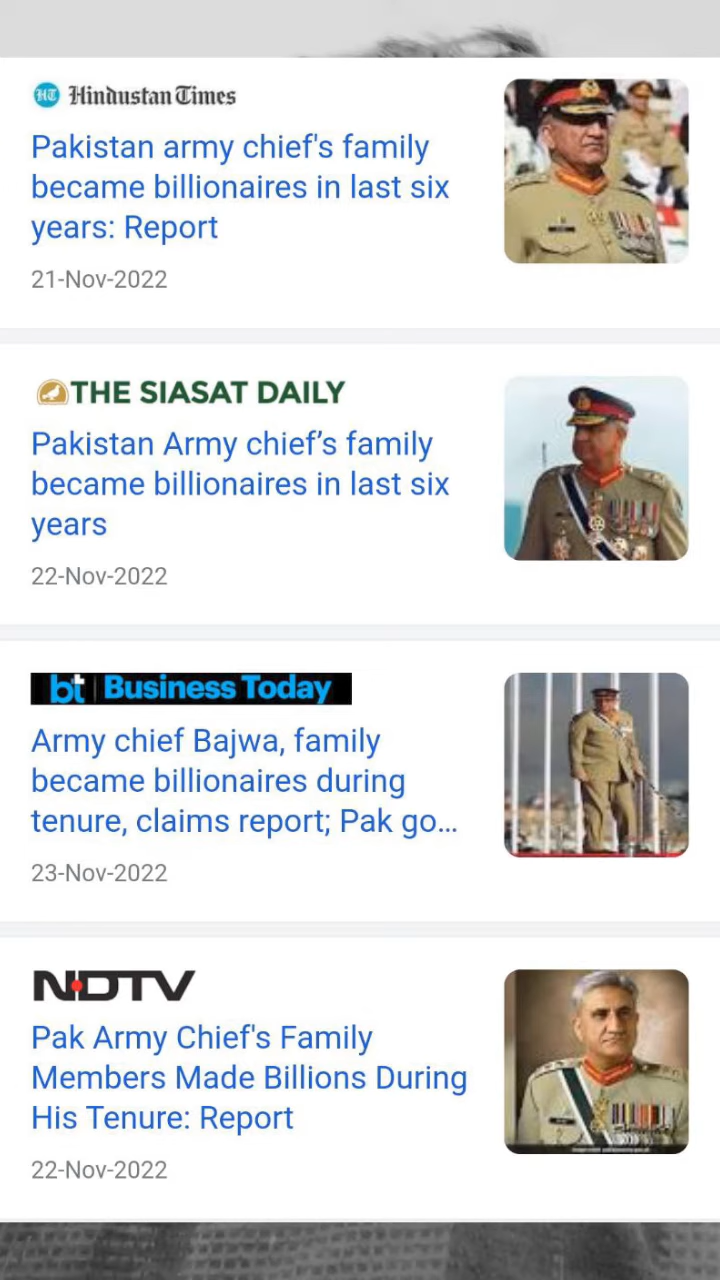 HT Hindustan Times
Pakistan army chief's family
became billionaires in last six
years: Report
21-Nov-2022
THE SIASAT DAILY
Pakistan Army chief’s family
became billionaires in last six
years
22-Nov-2022
bt Business Today
Army chief Bajwa, family
became billionaires during
tenure, claims report; Pak go...
23-Nov-2022
NDTV
Pak Army Chief's Family
Members Made Billions During
His Tenure: Report
22-Nov-2022